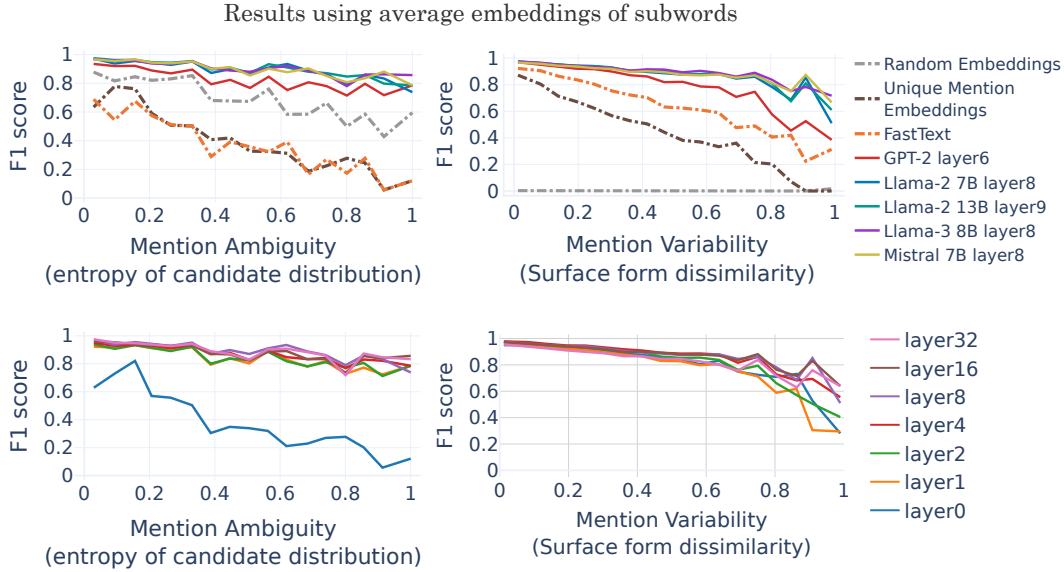 Results using average embeddings of subwords
F1 score
1
0.8
0.6
0.4
0.2
0
0 0.2 0.4 0.6 0.8 1
Mention Ambiguity
(entropy of candidate distribution)
F1 score
1
0.8
0.6
0.4
0.2
0
0 0.2 0.4 0.6 0.8 1
Mention Variability
(Surface form dissimilarity)
Random Embeddings
Unique Mention
Embeddings
FastText
GPT-2 layer6
Llama-2 7B layer8
Llama-2 13B layer9
Llama-3 8B layer8
Mistral 7B layer8
F1 score
1
0.8
0.6
0.4
0.2
0
0 0.2 0.4 0.6 0.8 1
Mention Ambiguity
(entropy of candidate distribution)
F1 score
1
0.8
0.6
0.4
0.2
0
0 0.2 0.4 0.6 0.8 1
Mention Variability
(Surface form dissimilarity)
layer32
layer16
layer8
layer4
layer2
layer1
layer0